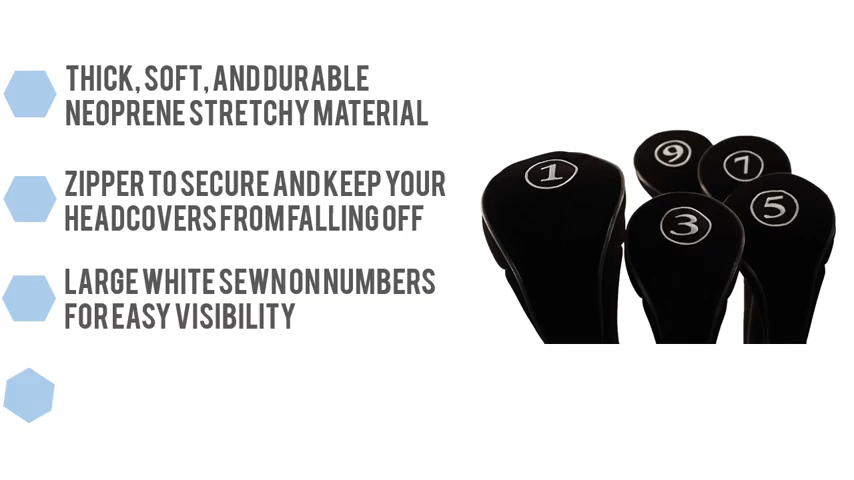 THICK, SOFT, AND DURABLE
NEOPRENE STRETCHY MATERIAL
ZIPPER TO SECURE AND KEEP YOUR
HEADCOVERS FROM FALLING OFF
LARGE WHITE SEWN ON NUMBERS
FOR EASY VISIBILITY
1
9
7
3
5